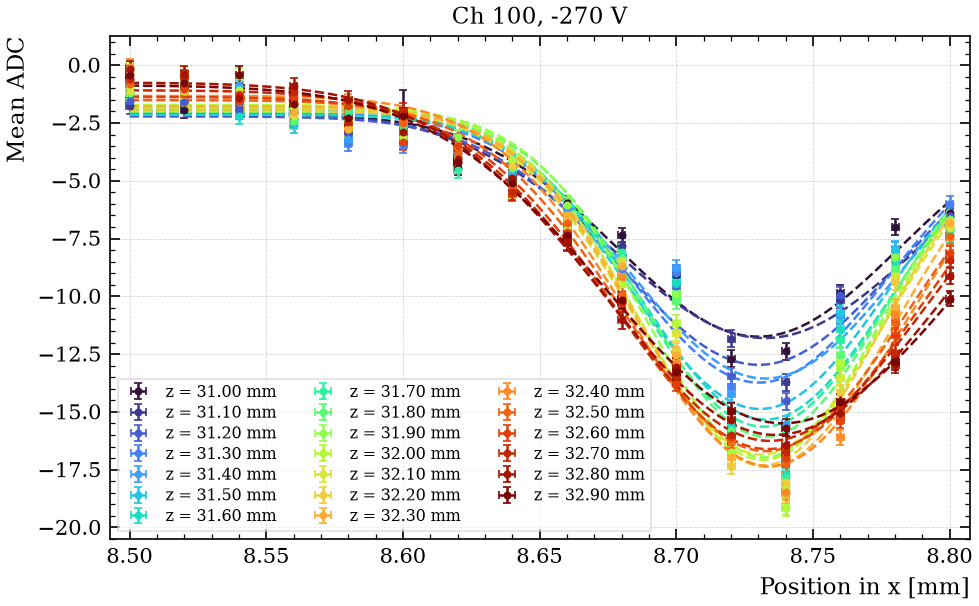 Ch 100, -270 V
Mean ADC
0.0
−2.5
−5.0
−7.5
−10.0
−12.5
−15.0
−17.5
−20.0
z = 31.00 mm
z = 31.10 mm
z = 31.20 mm
z = 31.30 mm
z = 31.40 mm
z = 31.50 mm
z = 31.60 mm
z = 31.70 mm
z = 31.80 mm
z = 31.90 mm
z = 32.00 mm
z = 32.10 mm
z = 32.20 mm
z = 32.30 mm
z = 32.40 mm
z = 32.50 mm
z = 32.60 mm
z = 32.70 mm
z = 32.80 mm
z = 32.90 mm
8.50 8.55 8.60 8.65 8.70 8.75 8.80
Position in x [mm]